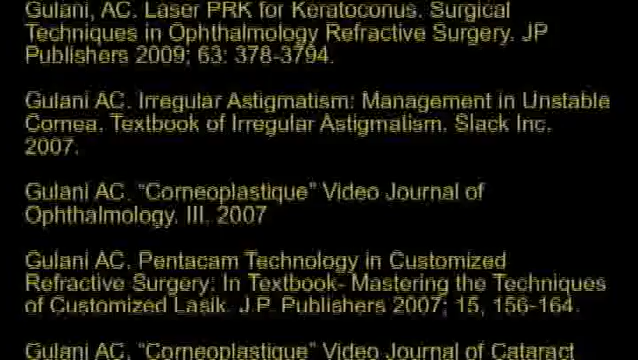 Gulani, AC. Laser PRK for Keratoconus. Surgical
Techniques in Ophthalmology Refractive Surgery. JP
Publishers 2009; 63: 378-3794.
Gulani AC. Irregular Astigmatism: Management in Unstable
Cornea. Textbook of Irregular Astigmatism. Slack Inc.
2007.
Gulani AC. "Corneoplastique" Video Journal of
Ophthalmology. III. 2007
Gulani AC. Pentacam Technology in Customized
Refractive Surgery: In Textbook- Mastering the Techniques
of Customized Lasik. J.P. Publishers 2007; 15, 156-164.
Gulani AC, "Corneoplastique" Video Journal of Cataract